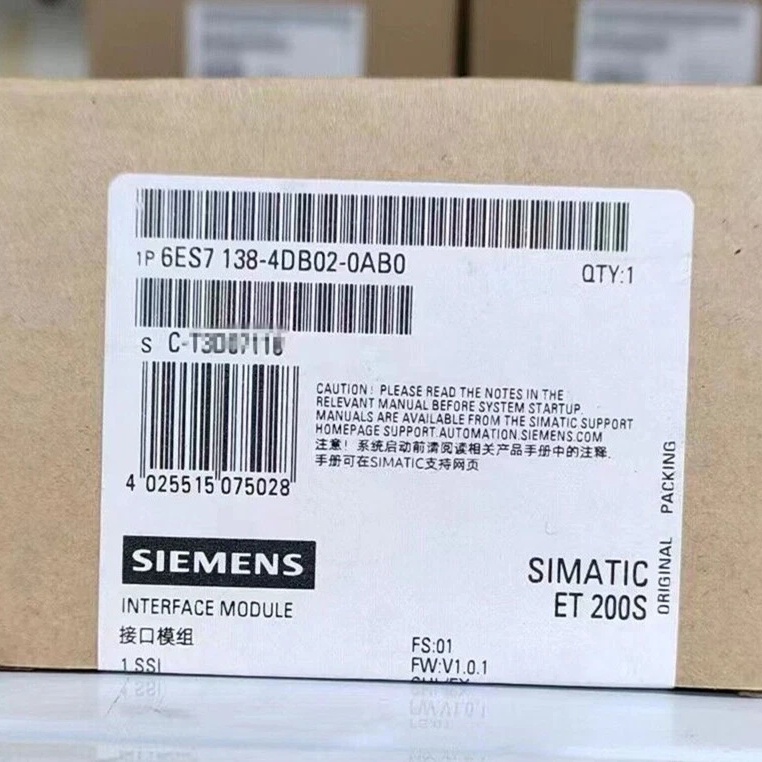 1P 6ES7 138-4DB02-0AB0
QTY:1
S C-
CAUTION! PLEASE READ THE NOTES IN THE
RELEVANT MANUAL BEFORE SYSTEM STARTUP.
MANUALS ARE AVAILABLE FROM THE SIMATIC SUPPORT
HOMEPAGE SUPPORT.AUTOMATION.SIEMENS.COM
注意! 系统启动前请阅读相关产品手册中的注释.
手册可在SIMATIC支持网页
4 025515 075028
ORIGINAL PACKING
SIEMENS
SIMATIC
ET 200S
INTERFACE MODULE
接口模组
1 SSI
FS:01
FW:V1.0.1